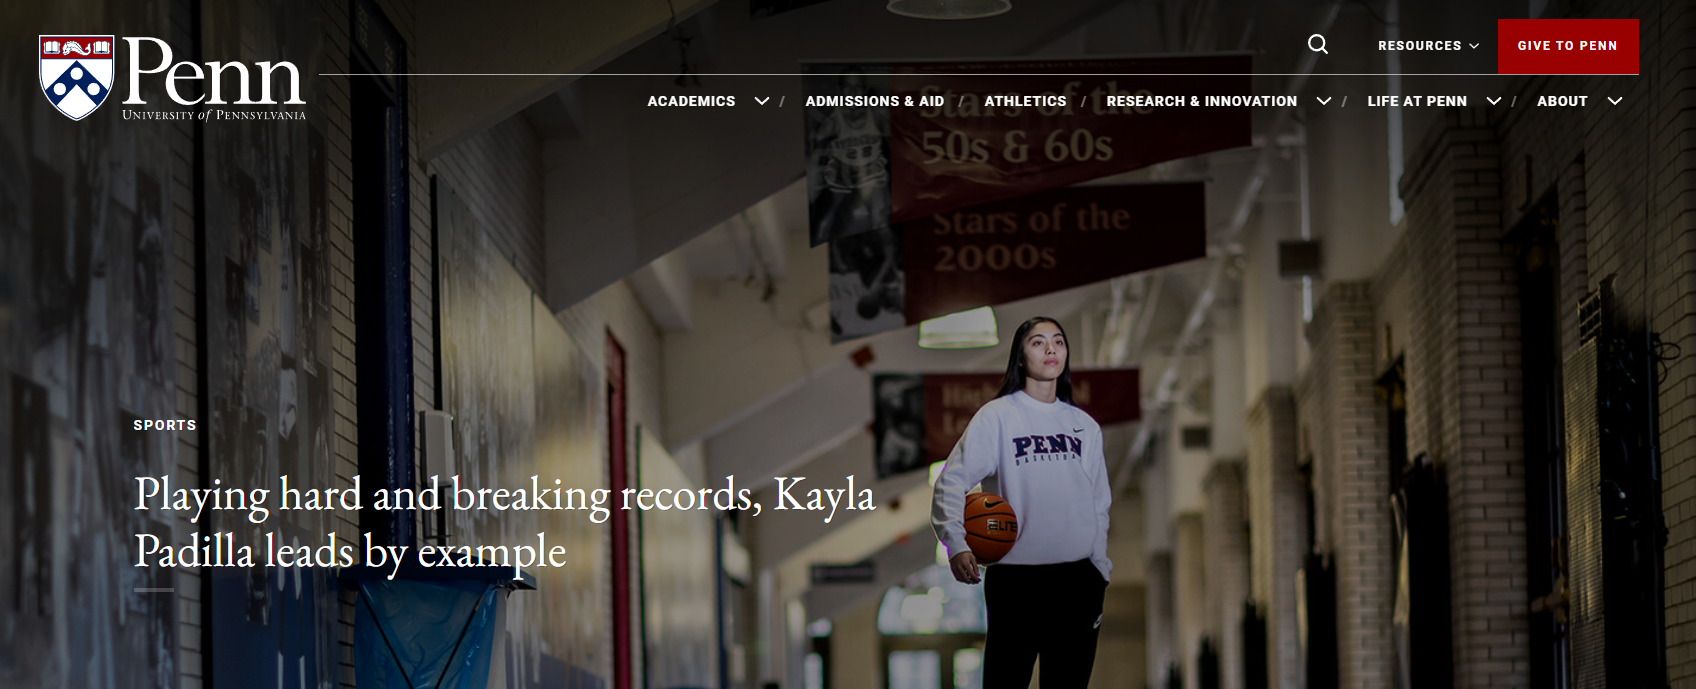 Penn
UNIVERSITY of PENNSYLVANIA
RESOURCES
GIVE TO PENN
ACADEMICS / ADMISSIONS & AID / ATHLETICS / RESEARCH & INNOVATION / LIFE AT PENN / ABOUT
Stars of the
50s & 60s
Stars of the
2000s
SPORTS
Playing hard and breaking records, Kayla
Padilla leads by example
PENN
BASKETBALL
ELITE